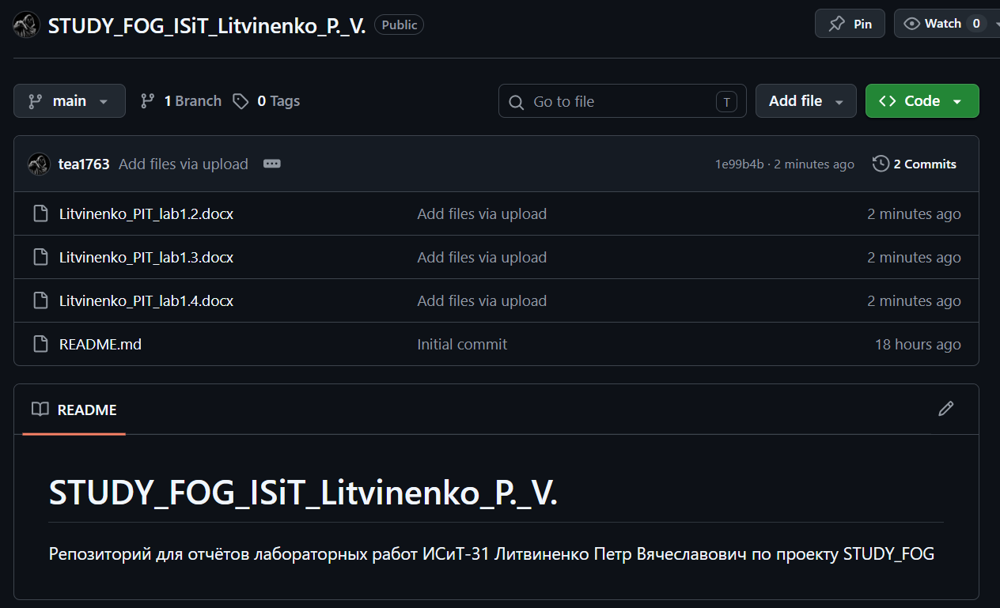 STUDY_FOG_ISiT_Litvinenko_P._V. Public Pin Watch 0
main 1 Branch 0 Tags Go to file T Add file Code
tea1763 Add files via upload 1e99b4b · 2 minutes ago 2 Commits
Litvinenko_PIT_lab1.2.docx Add files via upload 2 minutes ago
Litvinenko_PIT_lab1.3.docx Add files via upload 2 minutes ago
Litvinenko_PIT_lab1.4.docx Add files via upload 2 minutes ago
README.md Initial commit 18 hours ago
README
STUDY_FOG_ISiT_Litvinenko_P._V.
Репозиторий для отчётов лабораторных работ ИСиТ-31 Литвиненко Петр Вячеславович по проекту STUDY_FOG